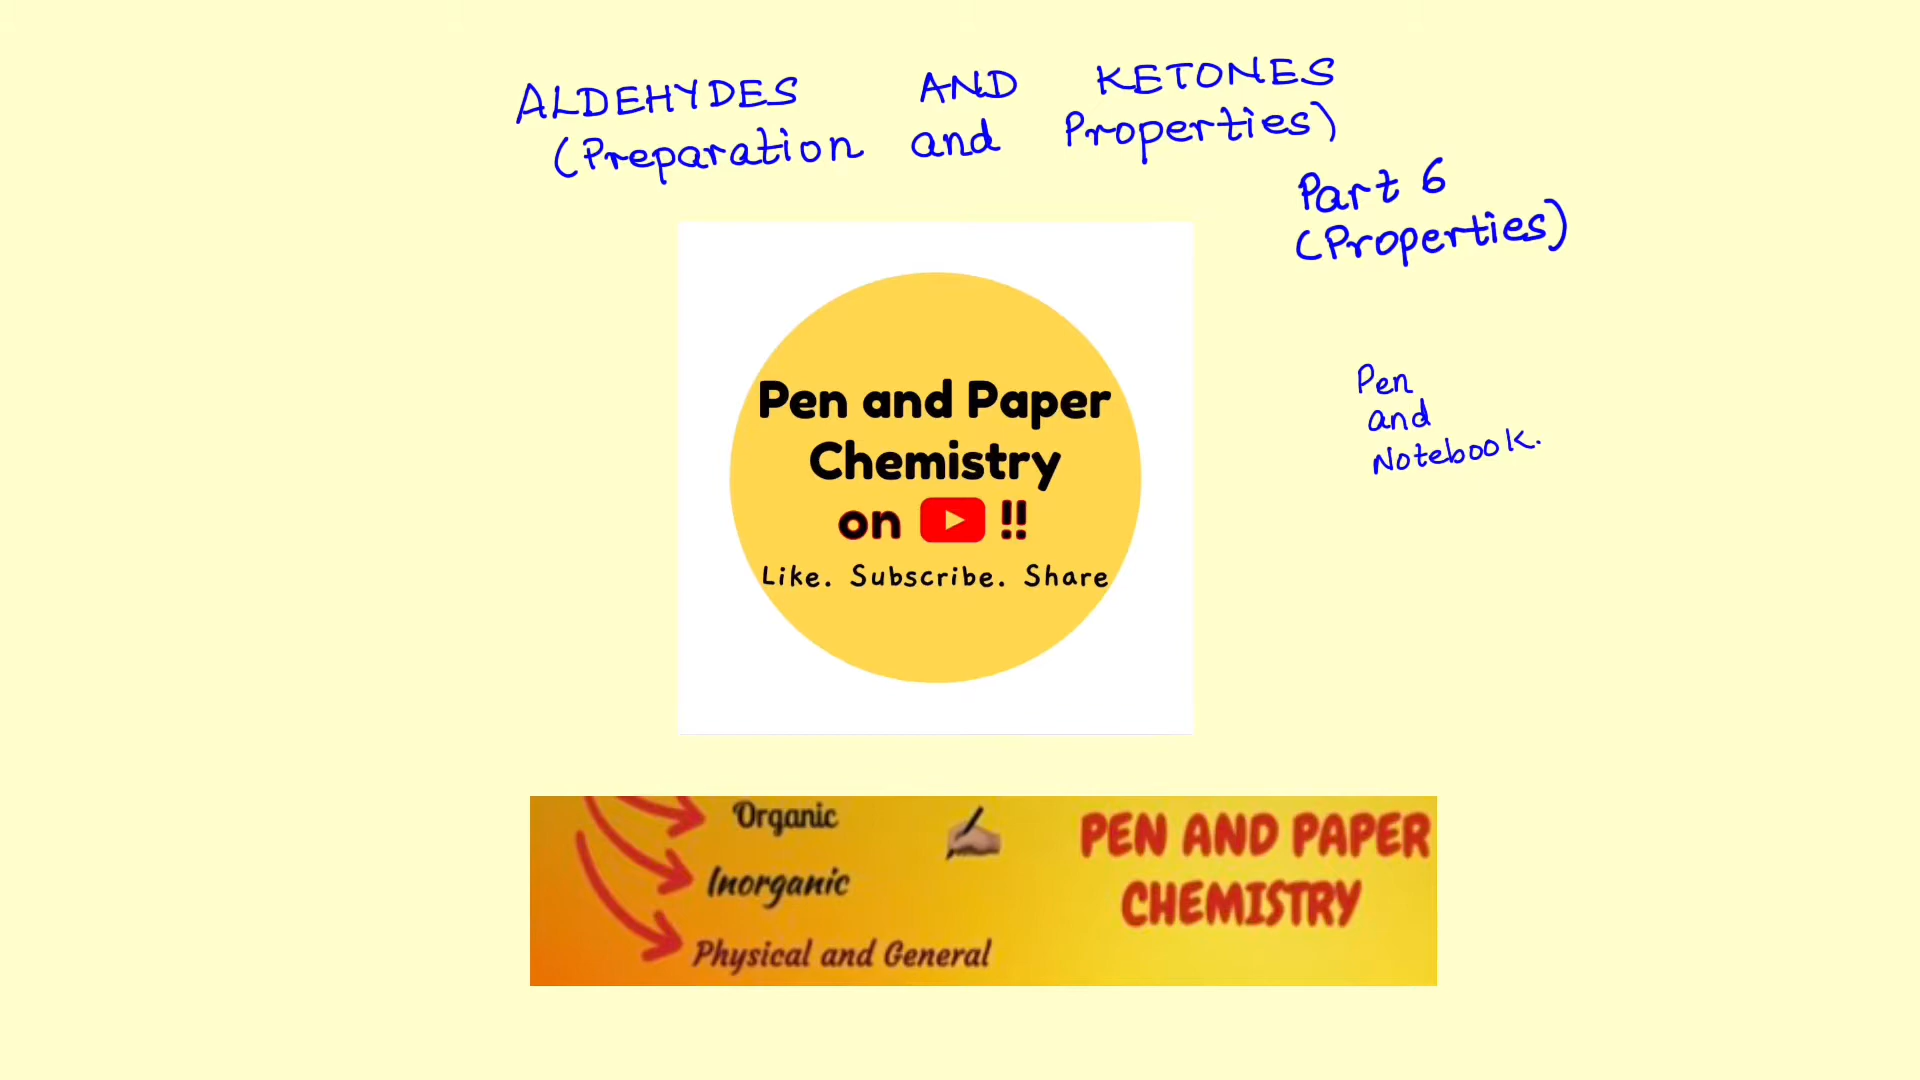 ALDEHYDES AND KETONES
(Preparation and Properties)
Part 6
(Properties)
Pen and Paper
Chemistry
on !!
Like. Subscribe. Share
Pen
and
Notebook.
Organic
Inorganic
Physical and General
PEN AND PAPER
CHEMISTRY